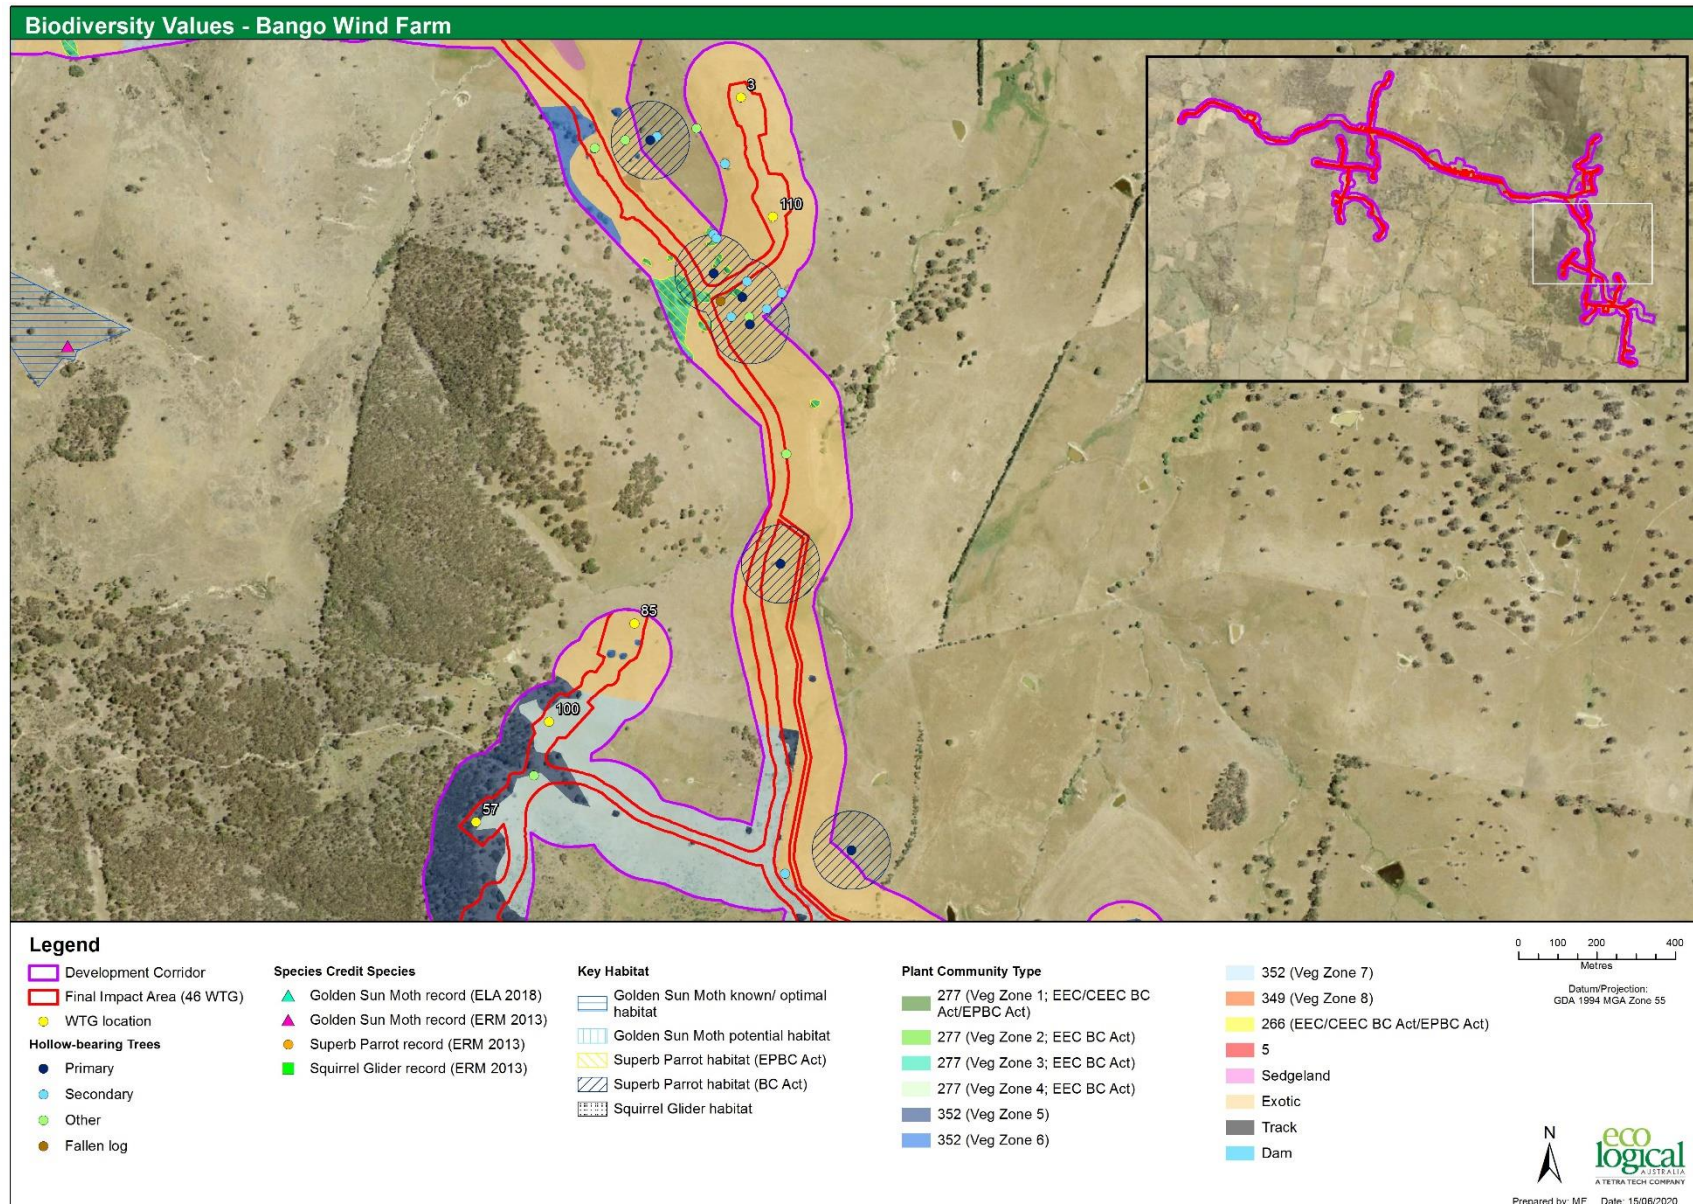 Biodiversity Values - Bango Wind Farm
3
110
85
100
57
Legend
Development Corridor
Final Impact Area (46 WTG)
WTG location
Hollow-bearing Trees
Primary
Secondary
Other
Fallen log
Species Credit Species
Golden Sun Moth record (ELA 2018)
Golden Sun Moth record (ERM 2013)
Superb Parrot record (ERM 2013)
Squirrel Glider record (ERM 2013)
Key Habitat
Golden Sun Moth known/ optimal
habitat
Golden Sun Moth potential habitat
Superb Parrot habitat (EPBC Act)
Superb Parrot habitat (BC Act)
Squirrel Glider habitat
Plant Community Type
277 (Veg Zone 1; EEC/CEEC BC
Act/EPBC Act)
277 (Veg Zone 2; EEC BC Act)
277 (Veg Zone 3; EEC BC Act)
277 (Veg Zone 4; EEC BC Act)
352 (Veg Zone 5)
352 (Veg Zone 6)
352 (Veg Zone 7)
349 (Veg Zone 8)
266 (EEC/CEEC BC Act/EPBC Act)
5
Sedgeland
Exotic
Track
Dam
0 100 200 400
Metres
Datum/Projection:
GDA 1994 MGA Zone 55
N
eco
logical
AUSTRALIA
A TETRA TECH COMPANY
Prepared by: ME Date: 15/06/2020